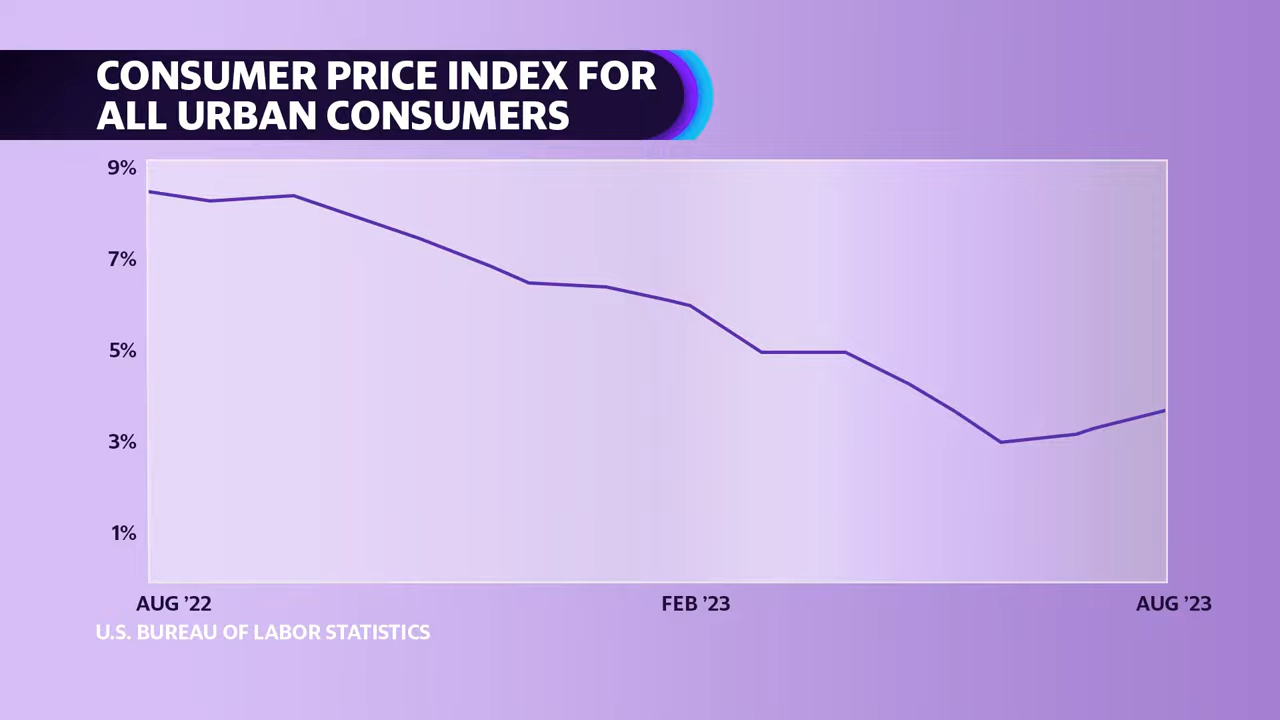 CONSUMER PRICE INDEX FOR
ALL URBAN CONSUMERS
9%
7%
5%
3%
1%
AUG ’22
FEB ’23
AUG ’23
U.S. BUREAU OF LABOR STATISTICS